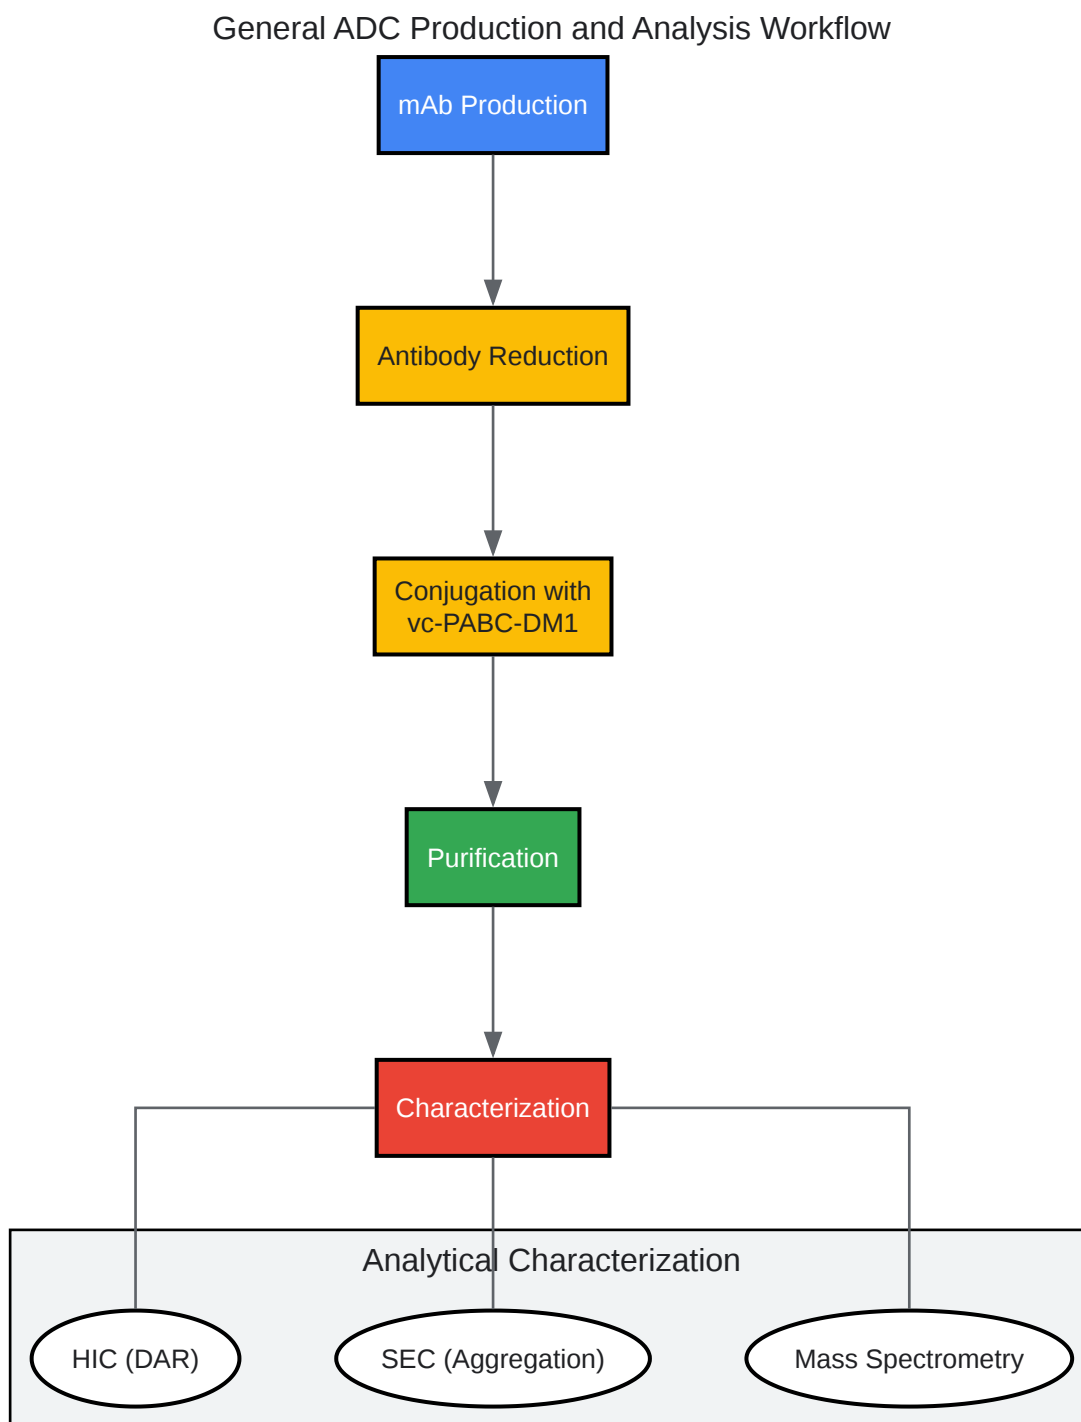 General ADC Production and Analysis Workflow
mAb Production
Antibody Reduction
Conjugation with
vc-PABC-DM1
Purification
Characterization
Analytical Characterization
HIC (DAR)
SEC (Aggregation)
Mass Spectrometry